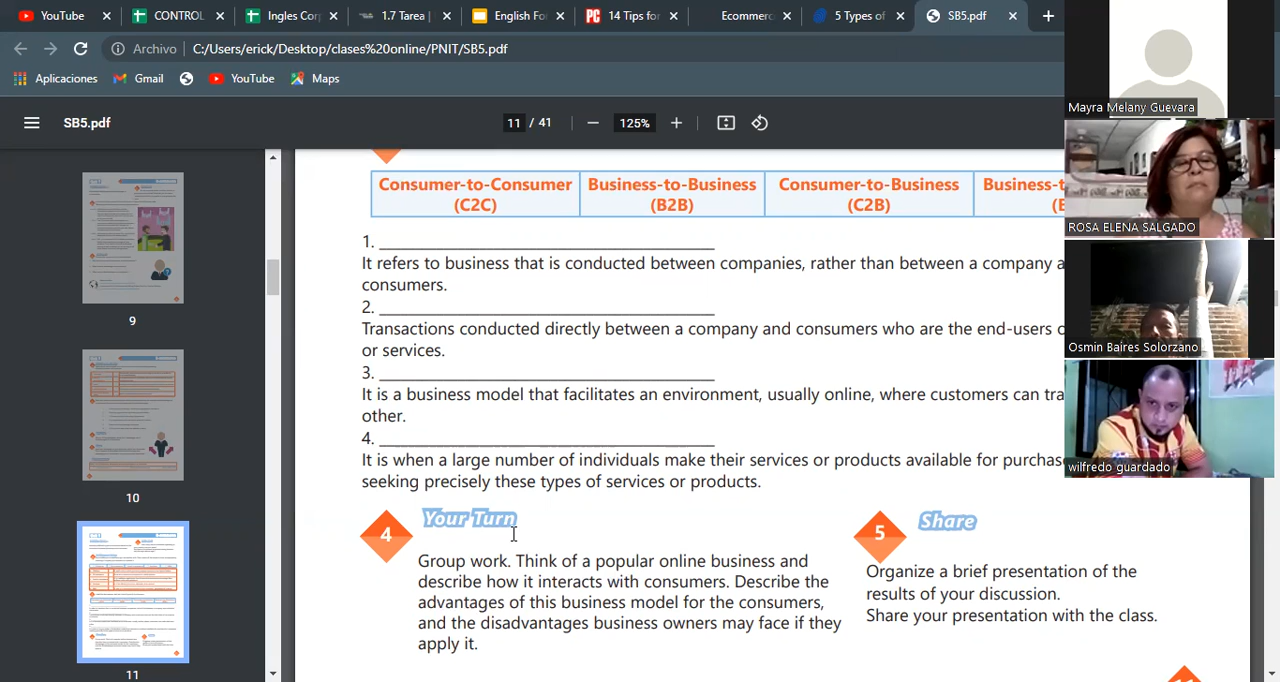 YouTube
CONTROL
Ingles Cor
1.7 Tarea |
English Fo
14 Tips for
Ecommerc
5 Types of
SB5.pdf
Archivo C:/Users/erick/Desktop/clases%20online/PNIT/SB5.pdf
Aplicaciones Gmail YouTube Maps
SB5.pdf 11 / 41 125%
9
10
11
Consumer-to-Consumer (C2C)
Business-to-Business (B2B)
Consumer-to-Business (C2B)
Business-t
1. ___________________________________
It refers to business that is conducted between companies, rather than between a company a
consumers.
2. ___________________________________
Transactions conducted directly between a company and consumers who are the end-users
or services.
3. ___________________________________
It is a business model that facilitates an environment, usually online, where customers can tra
other.
4. ___________________________________
It is when a large number of individuals make their services or products available for purchas
seeking precisely these types of services or products.
4 Your Turn
Group work. Think of a popular online business and
describe how it interacts with consumers. Describe the
advantages of this business model for the consumers,
and the disadvantages business owners may face if they
apply it.
5 Share
Organize a brief presentation of the
results of your discussion.
Share your presentation with the class.
Mayra Melany Guevara
ROSA ELENA SALGADO
Osmin Baires Solorzano
wilfredo guardado